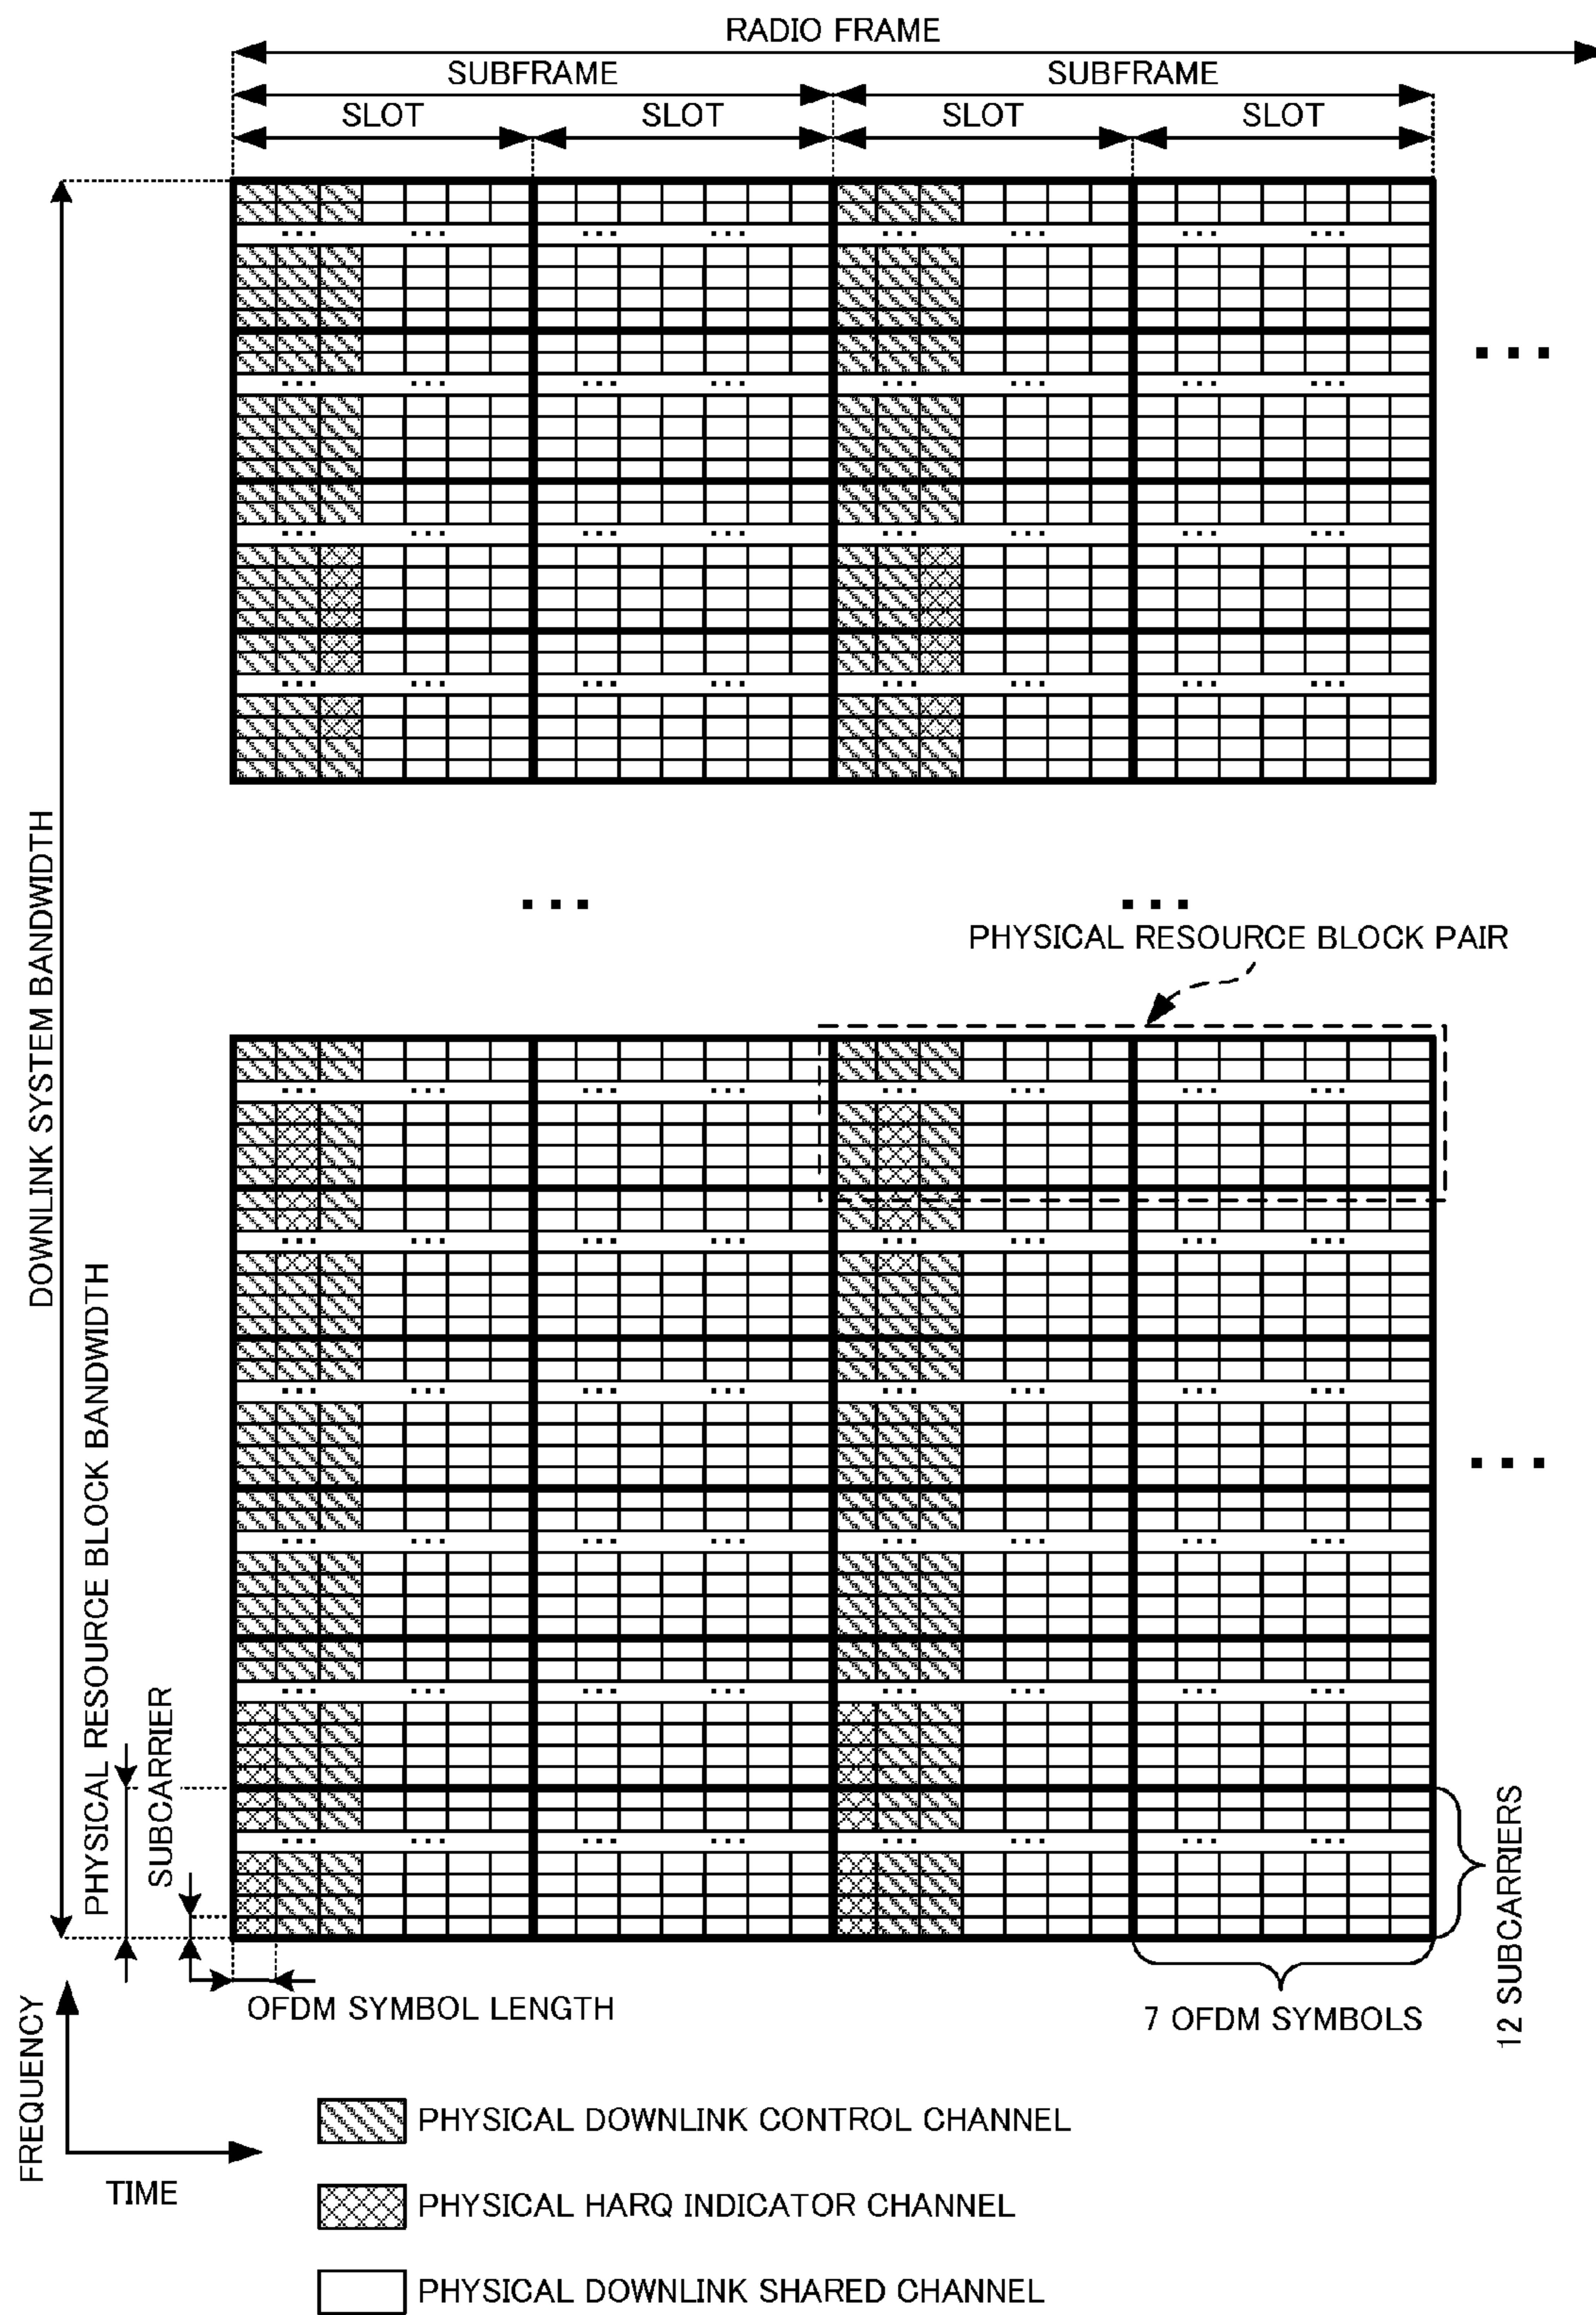 RADIO FRAME
SUBFRAME SUBFRAME
SLOT SLOT SLOT SLOT
DOWNLINK SYSTEM BANDWIDTH
PHYSICAL RESOURCE BLOCK PAIR
PHYSICAL RESOURCE BLOCK BANDWIDTH
SUBCARRIER
12 SUBCARRIERS
OFDM SYMBOL LENGTH
7 OFDM SYMBOLS
FREQUENCY
TIME
PHYSICAL DOWNLINK CONTROL CHANNEL
PHYSICAL HARQ INDICATOR CHANNEL
PHYSICAL DOWNLINK SHARED CHANNEL